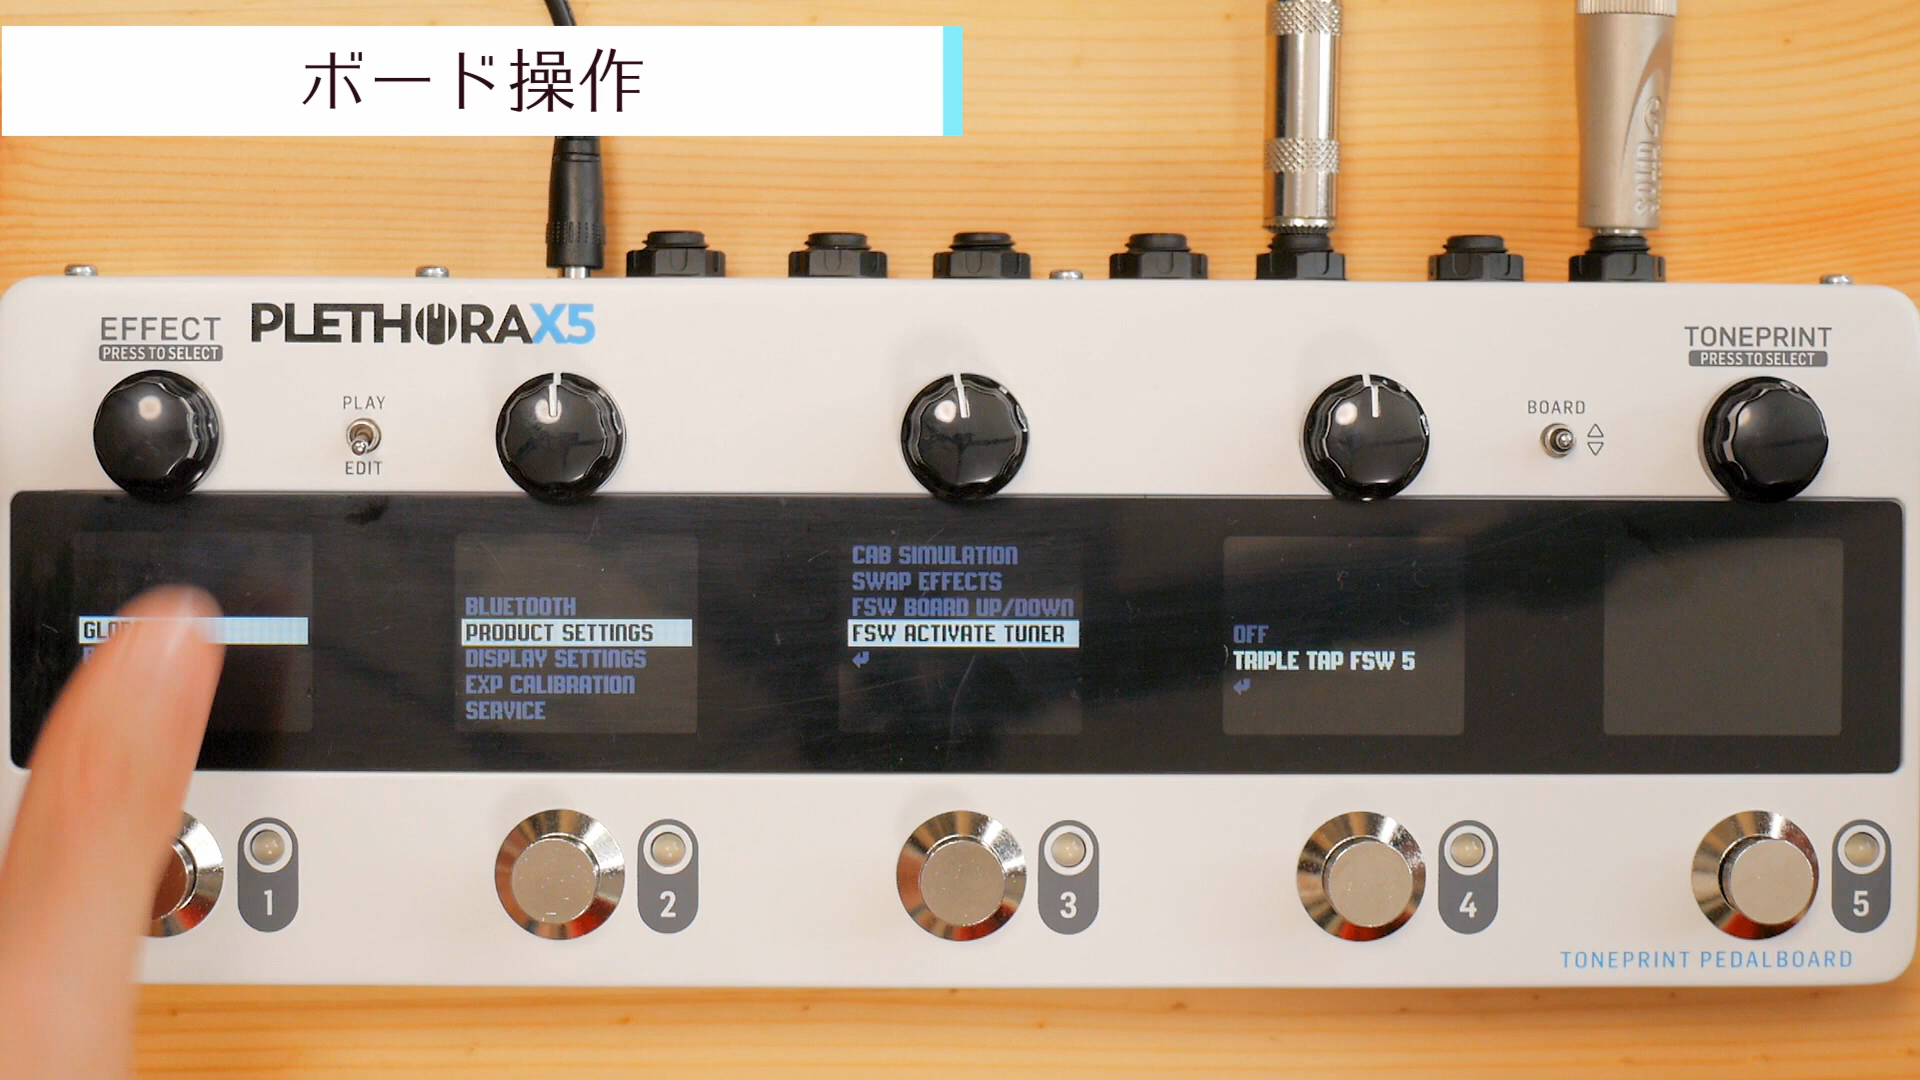 ボード操作
EFFECT
PRESS TO SELECT
PLETHORAX5
TONEPRINT
PRESS TO SELECT
PLAY
EDIT
BOARD
BLUETOOTH
PRODUCT SETTINGS
DISPLAY SETTINGS
EXP CALIBRATION
SERVICE
CAB SIMULATION
SWAP EFFECTS
FSW BOARD UP/DOWN
FSW ACTIVATE TUNER
OFF
TRIPLE TAP FSW 5
1
2
3
4
5
TONEPRINT PEDALBOARD